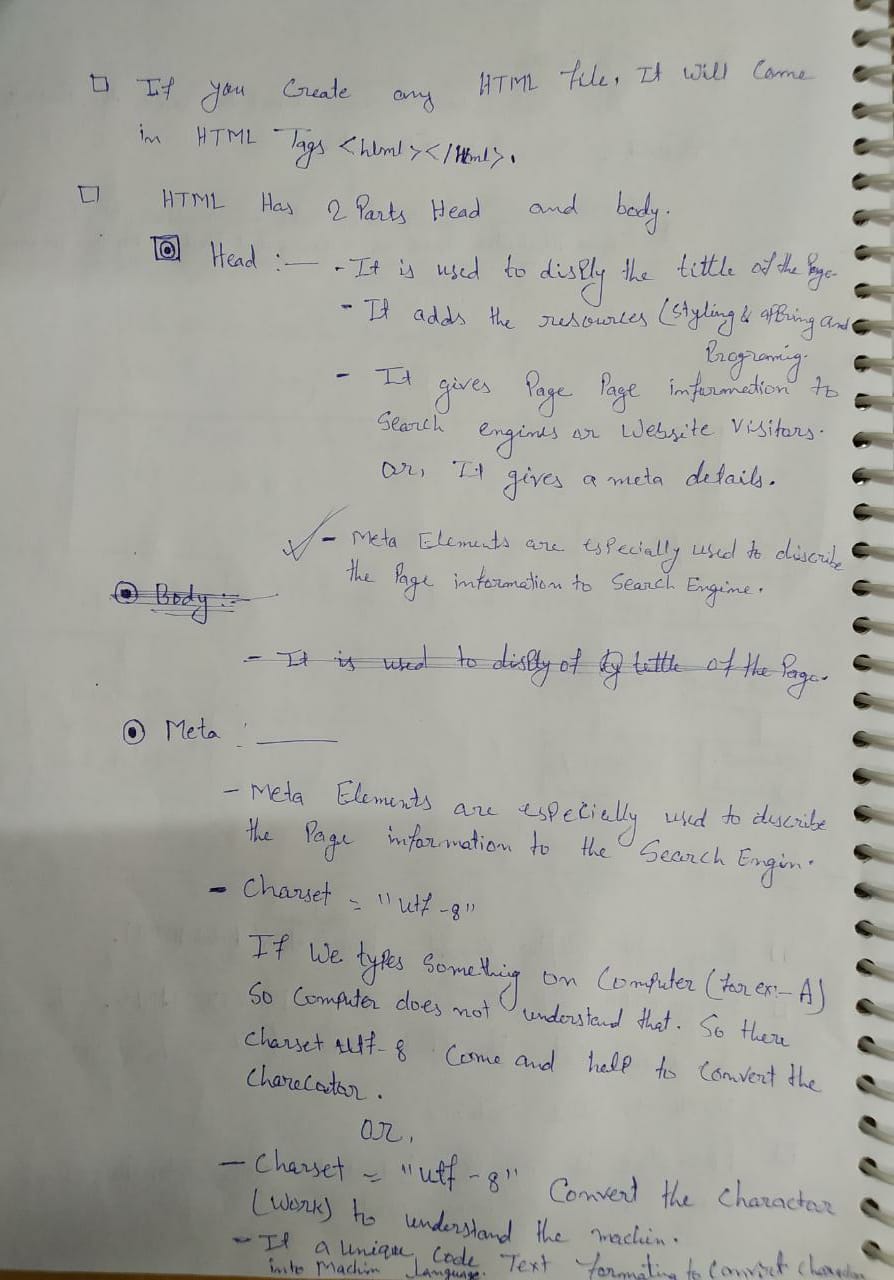 If you Create any HTML file, It will Come
in HTML Tags <html></Html>.
HTML Has 2 Parts Head and body.
Head :— - It is used to disply the tittle of the Page.
- It adds the resources (Styling & and
Programig.
- It gives Page Page information to
Search engines or Website Visitors.
or, It gives a meta details.
- Meta Elements are especially used to discribe
the Page information to Search Engine.
Body :-
- It is used to disply of tittle of the Page.
Meta :
- Meta Elements are especially used to describe
the Page information to the Search Engin.
- Charset = "utf-8"
If We types Something on Computer (for ex:- A)
So Computer does not understand that. So there
Charset utf-8 Come and help to Convert the
Charecatar.
or,
- Charset = "utf-8" Convert the Charactar
(work) to understand the machin.
- It a unique Code Text formating to Convirt
into Machin Language.